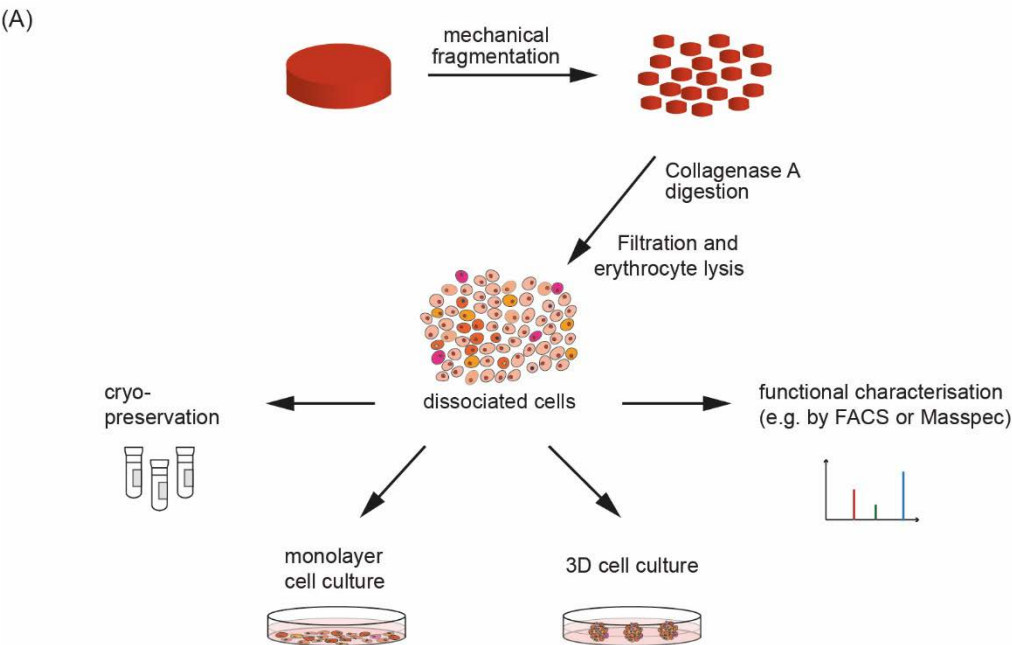 (A)
mechanical
fragmentation
Collagenase A
digestion
Filtration and
erythrocyte lysis
cryo-
preservation
dissociated cells
functional characterisation
(e.g. by FACS or Masspec)
monolayer
cell culture
3D cell culture